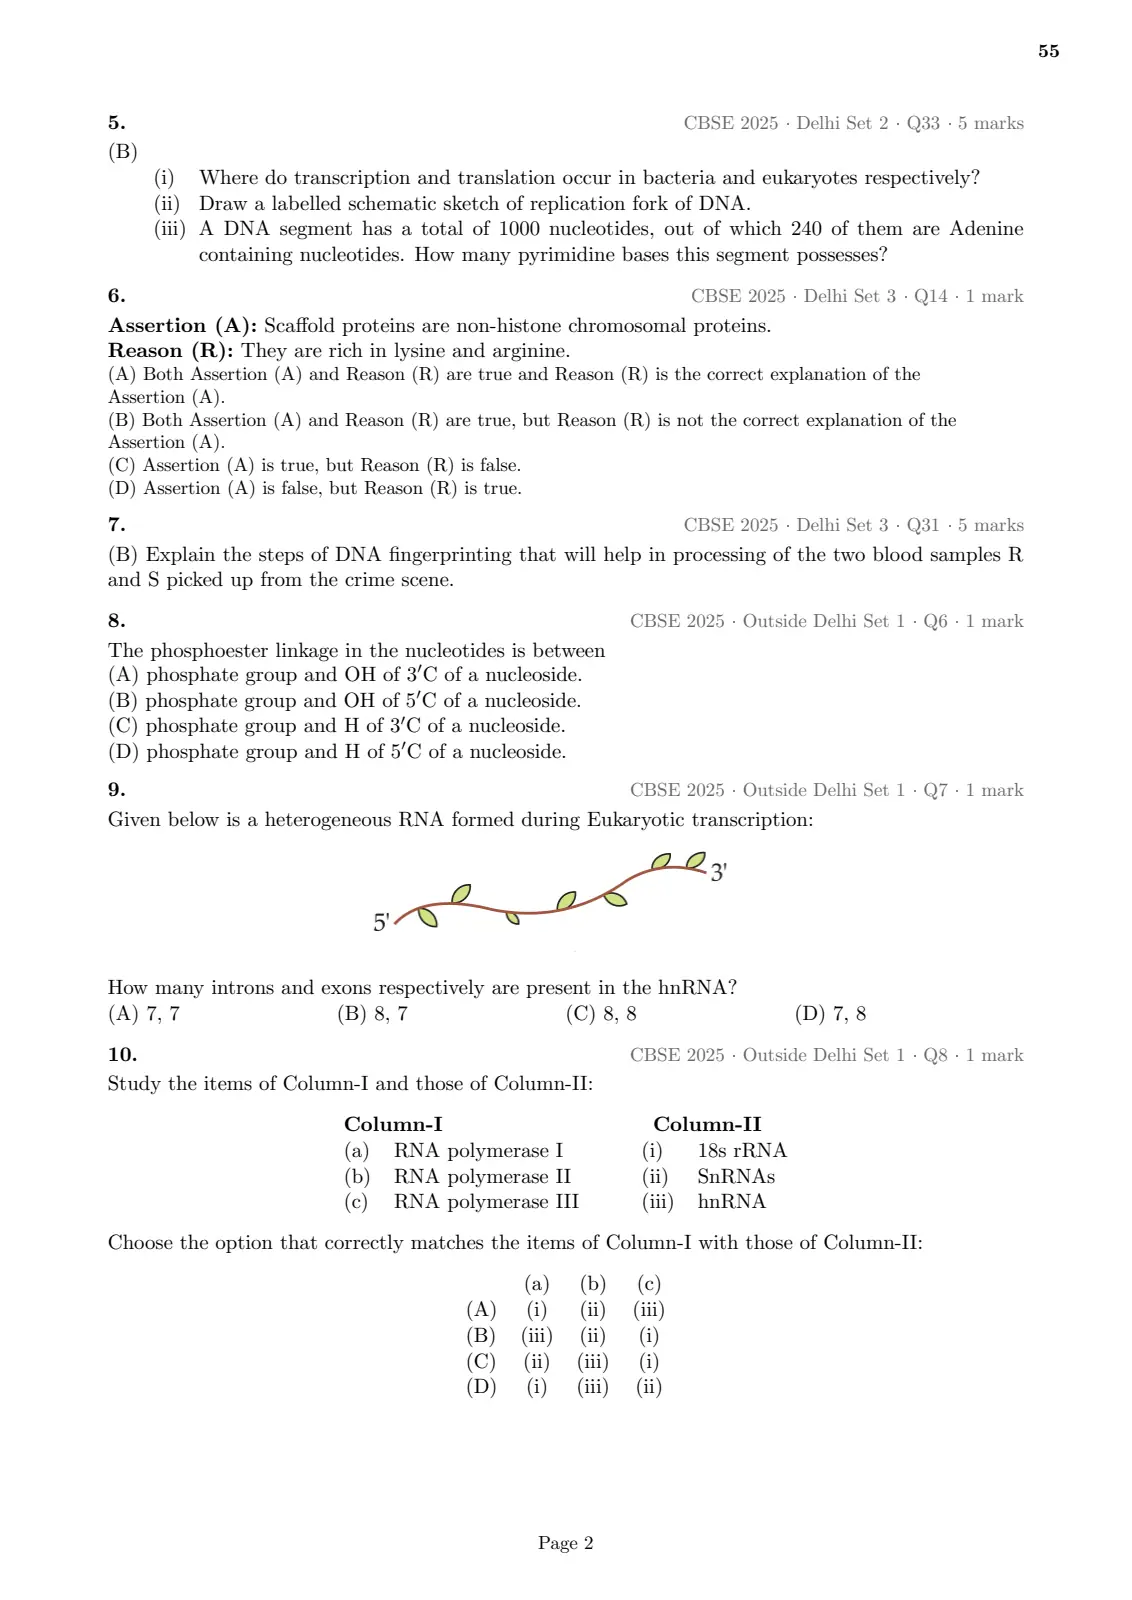 55
5. CBSE 2025 · Delhi Set 2 · Q33 · 5 marks
(B)
(i) Where do transcription and translation occur in bacteria and eukaryotes respectively?
(ii) Draw a labelled schematic sketch of replication fork of DNA.
(iii) A DNA segment has a total of 1000 nucleotides, out of which 240 of them are Adenine
containing nucleotides. How many pyrimidine bases this segment possesses?
6. CBSE 2025 · Delhi Set 3 · Q14 · 1 mark
Assertion (A): Scaffold proteins are non-histone chromosomal proteins.
Reason (R): They are rich in lysine and arginine.
(A) Both Assertion (A) and Reason (R) are true and Reason (R) is the correct explanation of the
Assertion (A).
(B) Both Assertion (A) and Reason (R) are true, but Reason (R) is not the correct explanation of the
Assertion (A).
(C) Assertion (A) is true, but Reason (R) is false.
(D) Assertion (A) is false, but Reason (R) is true.
7. CBSE 2025 · Delhi Set 3 · Q31 · 5 marks
(B) Explain the steps of DNA fingerprinting that will help in processing of the two blood samples R
and S picked up from the crime scene.
8. CBSE 2025 · Outside Delhi Set 1 · Q6 · 1 mark
The phosphoester linkage in the nucleotides is between
(A) phosphate group and OH of 3′C of a nucleoside.
(B) phosphate group and OH of 5′C of a nucleoside.
(C) phosphate group and H of 3′C of a nucleoside.
(D) phosphate group and H of 5′C of a nucleoside.
9. CBSE 2025 · Outside Delhi Set 1 · Q7 · 1 mark
Given below is a heterogeneous RNA formed during Eukaryotic transcription:
3'
5'
How many introns and exons respectively are present in the hnRNA?
(A) 7, 7 (B) 8, 7 (C) 8, 8 (D) 7, 8
10. CBSE 2025 · Outside Delhi Set 1 · Q8 · 1 mark
Study the items of Column-I and those of Column-II:
Column-I Column-II
(a) RNA polymerase I (i) 18s rRNA
(b) RNA polymerase II (ii) SnRNAs
(c) RNA polymerase III (iii) hnRNA
Choose the option that correctly matches the items of Column-I with those of Column-II:
(a) (b) (c)
(A) (i) (ii) (iii)
(B) (iii) (ii) (i)
(C) (ii) (iii) (i)
(D) (i) (iii) (ii)
Page 2